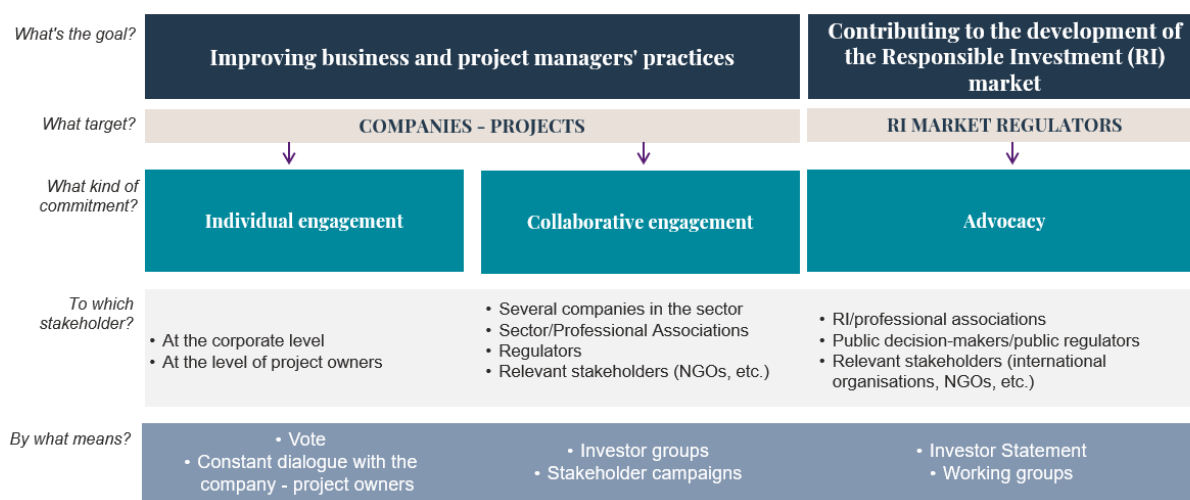 What's the goal?
Improving business and project managers' practices
Contributing to the development of
the Responsible Investment (RI)
market
What target?
COMPANIES – PROJECTS
RI MARKET REGULATORS
What kind of
commitment?
Individual engagement
Collaborative engagement
Advocacy
To which
stakeholder?
• At the corporate level
• At the level of project owners
• Several companies in the sector
• Sector/Professional Associations
• Regulators
• Relevant stakeholders (NGOs, etc.)
• RI/professional associations
• Public decision-makers/public regulators
• Relevant stakeholders (international
organisations, NGOs, etc.)
By what means?
• Vote
• Constant dialogue with the
company - project owners
• Investor groups
• Stakeholder campaigns
• Investor Statement
• Working groups